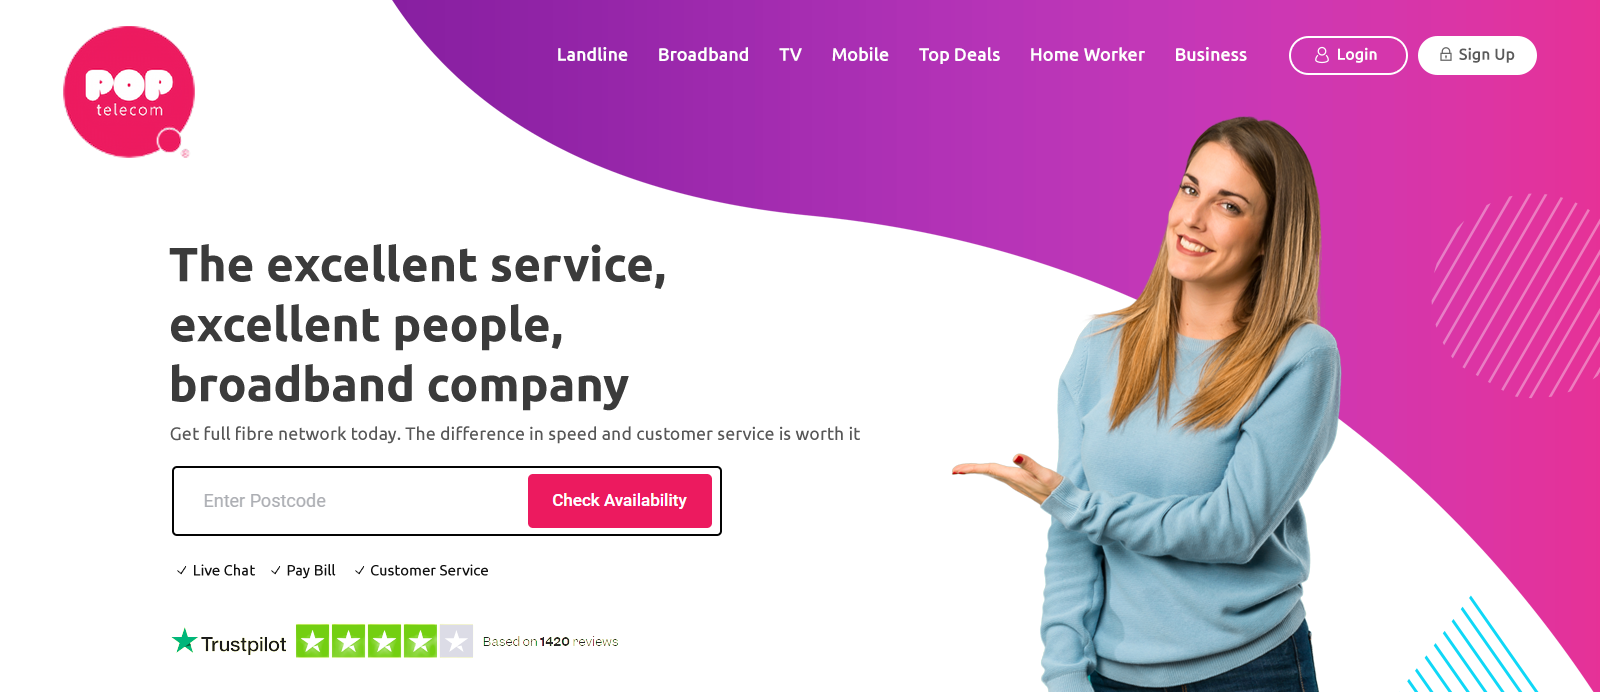 POP
telecom
Landline Broadband TV Mobile Top Deals Home Worker Business Login Sign Up
The excellent service,
excellent people,
broadband company
Get full fibre network today. The difference in speed and customer service is worth it
Enter Postcode Check Availability
✓ Live Chat ✓ Pay Bill ✓ Customer Service
Trustpilot Based on 1420 reviews